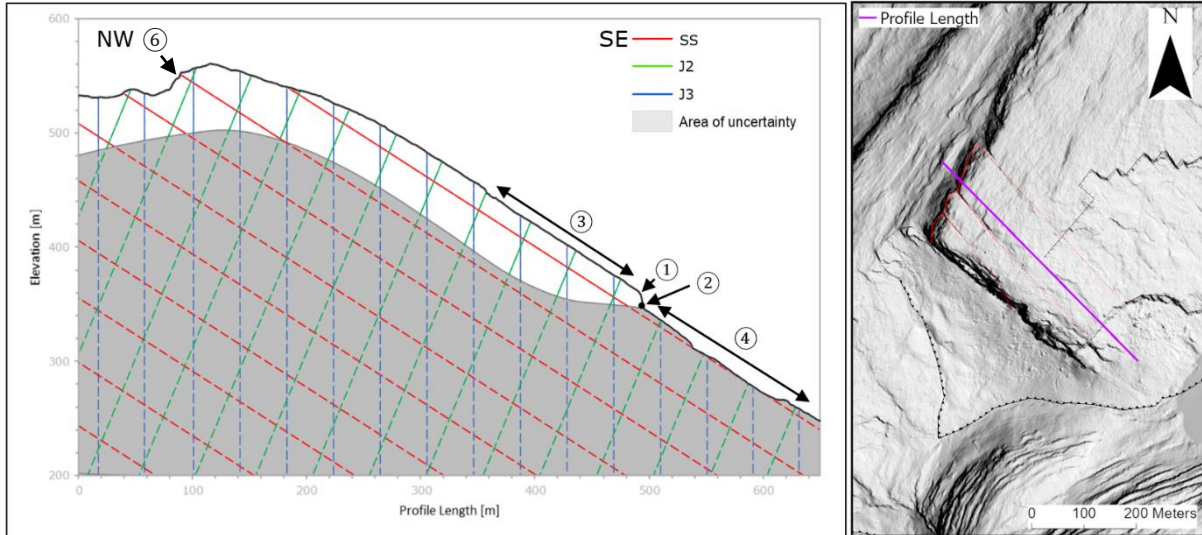 600
NW
⑥
SE
SS
J2
J3
Area of uncertainty
500
③
400
①
②
④
300
200
Elevation [m]
0
100
200
300
400
500
600
Profile Length [m]
Profile Length
N
0 100 200 Meters